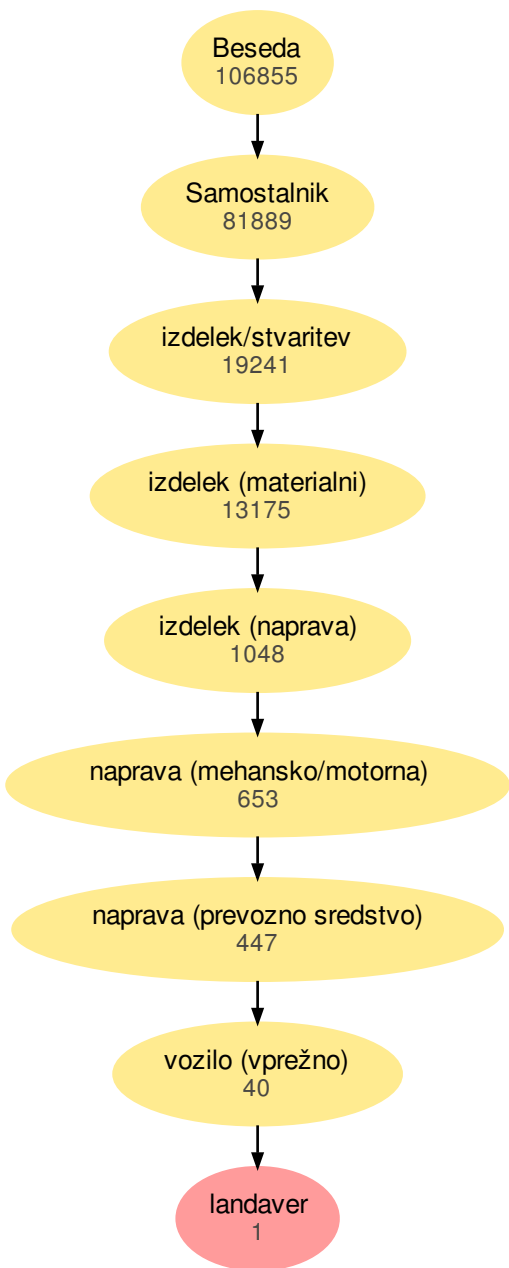 Beseda
106855
Samostalnik
81889
izdelek/stvaritev
19241
izdelek (materialni)
13175
izdelek (naprava)
1048
naprava (mehansko/motorna)
653
naprava (prevozno sredstvo)
447
vozilo (vprežno)
40
landaver
1